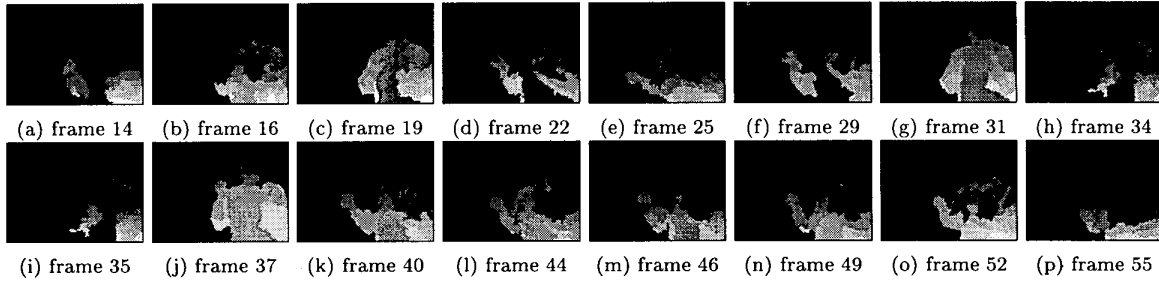 (a) frame 14 (b) frame 16 (c) frame 19 (d) frame 22 (e) frame 25 (f) frame 29 (g) frame 31 (h) frame 34
(i) frame 35 (j) frame 37 (k) frame 40 (l) frame 44 (m) frame 46 (n) frame 49 (o) frame 52 (p) frame 55